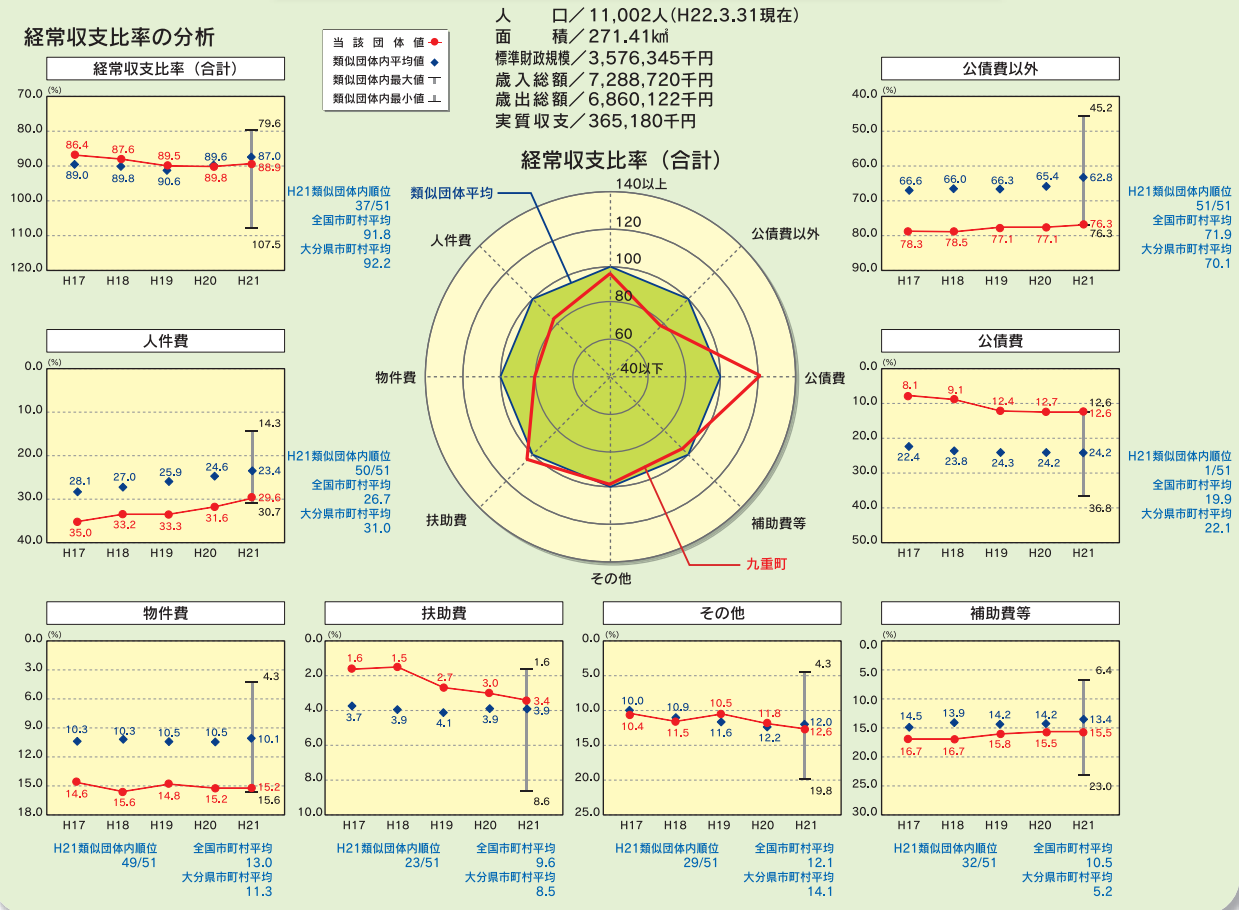 経常収支比率の分析
当該団体値
類似団体内平均値
類似団体内最大値
類似団体内最小値
人　　口／11,002人(H22.3.31現在)
面　　積／271.41k㎡
標準財政規模／3,576,345千円
歳入総額／7,288,720千円
歳出総額／6,860,122千円
実質収支／365,180千円
経常収支比率（合計）
(%)
70.0
80.0
90.0
100.0
110.0
120.0
86.4 87.6 89.5 89.6 87.0
89.0 89.8 90.6 89.8 88.9
79.6
107.5
H17 H18 H19 H20 H21
H21類似団体内順位
37/51
全国市町村平均
91.8
大分県市町村平均
92.2
経常収支比率（合計）
類似団体平均
140以上
120
100
80
60
40以下
公債費以外
公債費
補助費等
その他
扶助費
物件費
人件費
九重町
公債費以外
(%)
40.0
50.0
60.0
70.0
80.0
90.0
45.2
66.6 66.0 66.3 65.4 62.8
78.3 78.5 77.1 77.1 76.3
76.3
H17 H18 H19 H20 H21
H21類似団体内順位
51/51
全国市町村平均
71.9
大分県市町村平均
70.1
人件費
(%)
0.0
10.0
20.0
30.0
40.0
14.3
28.1 27.0 25.9 24.6 23.4
35.0 33.2 33.3 31.6 29.6
30.7
H17 H18 H19 H20 H21
H21類似団体内順位
50/51
全国市町村平均
26.7
大分県市町村平均
31.0
公債費
(%)
0.0
10.0
20.0
30.0
40.0
50.0
8.1 9.1 12.4 12.7 12.6
12.6
22.4 23.8 24.3 24.2 24.2
36.8
H17 H18 H19 H20 H21
H21類似団体内順位
1/51
全国市町村平均
19.9
大分県市町村平均
22.1
物件費
(%)
0.0
3.0
6.0
9.0
12.0
15.0
18.0
4.3
10.3 10.3 10.5 10.5 10.1
14.6 15.6 14.8 15.2 15.2
15.6
H17 H18 H19 H20 H21
H21類似団体内順位
49/51
全国市町村平均
13.0
大分県市町村平均
11.3
扶助費
(%)
0.0
2.0
4.0
6.0
8.0
10.0
1.6
1.6 1.5 2.7 3.0 3.4
3.7 3.9 4.1 3.9 3.9
8.6
H17 H18 H19 H20 H21
H21類似団体内順位
23/51
全国市町村平均
9.6
大分県市町村平均
8.5
その他
(%)
0.0
5.0
10.0
15.0
20.0
25.0
4.3
10.0 10.9 10.5 11.8 12.0
10.4 11.5 11.6 12.2 12.6
19.8
H17 H18 H19 H20 H21
H21類似団体内順位
29/51
全国市町村平均
12.1
大分県市町村平均
14.1
補助費等
(%)
0.0
5.0
10.0
15.0
20.0
25.0
30.0
6.4
14.5 13.9 14.2 14.2 13.4
16.7 16.7 15.8 15.5 15.5
23.0
H17 H18 H19 H20 H21
H21類似団体内順位
32/51
全国市町村平均
10.5
大分県市町村平均
5.2